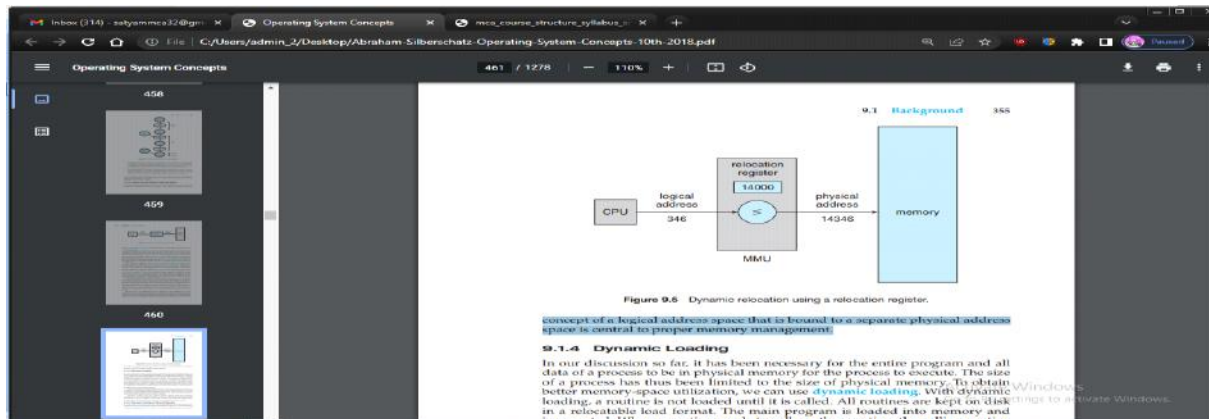 Inbox (314) - satyammca32@gm
Operating System Concepts
mca_course_structure_syllabus_
File
C:/Users/admin_2/Desktop/Abraham-Silberschatz-Operating-System-Concepts-10th-2018.pdf
Paused
Operating System Concepts
461 / 1278
110%
458
459
460
9.1 Background 355
relocation
register
14000
logical
address
346
physical
address
14346
CPU
≤
memory
MMU
Figure 9.5 Dynamic relocation using a relocation register.
concept of a logical address space that is bound to a separate physical address
space is central to proper memory management.
9.1.4 Dynamic Loading
In our discussion so far, it has been necessary for the entire program and all
data of a process to be in physical memory for the process to execute. The size
of a process has thus been limited to the size of physical memory. To obtain
better memory-space utilization, we can use dynamic loading. With dynamic
loading, a routine is not loaded until it is called. All routines are kept on disk
in a relocatable load format. The main program is loaded into memory and
Windows
activate Windows.